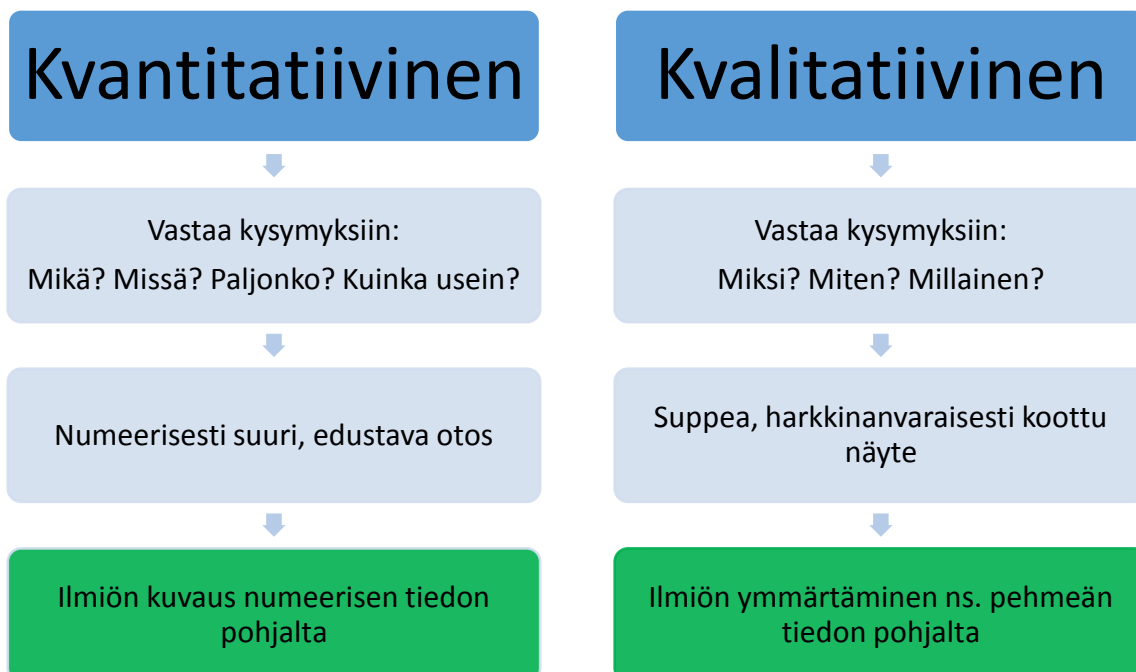 Kvantitatiivinen
Vastaa kysymyksiin:
Mikä? Missä? Paljonko? Kuinka usein?
Numeerisesti suuri, edustava otos
Ilmiön kuvaus numeerisen tiedon
pohjalta
Kvalitatiivinen
Vastaa kysymyksiin:
Miksi? Miten? Millainen?
Suppea, harkkinanvaraisesti koottu
näyte
Ilmiön ymmärtäminen ns. pehmeän
tiedon pohjalta